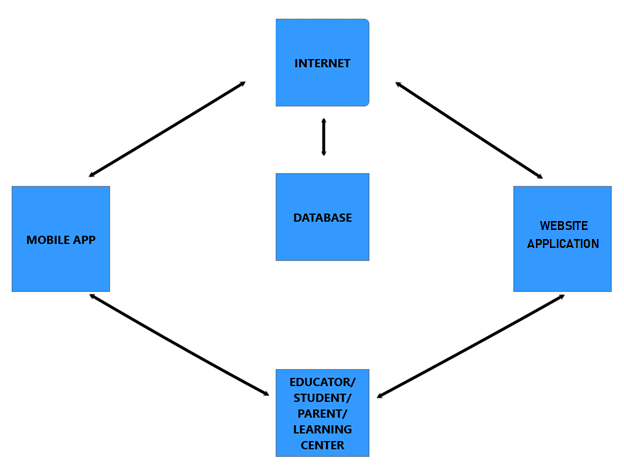 INTERNET
DATABASE
MOBILE APP
WEBSITE
APPLICATION
EDUCATOR/
STUDENT/
PARENT/
LEARNING
CENTER